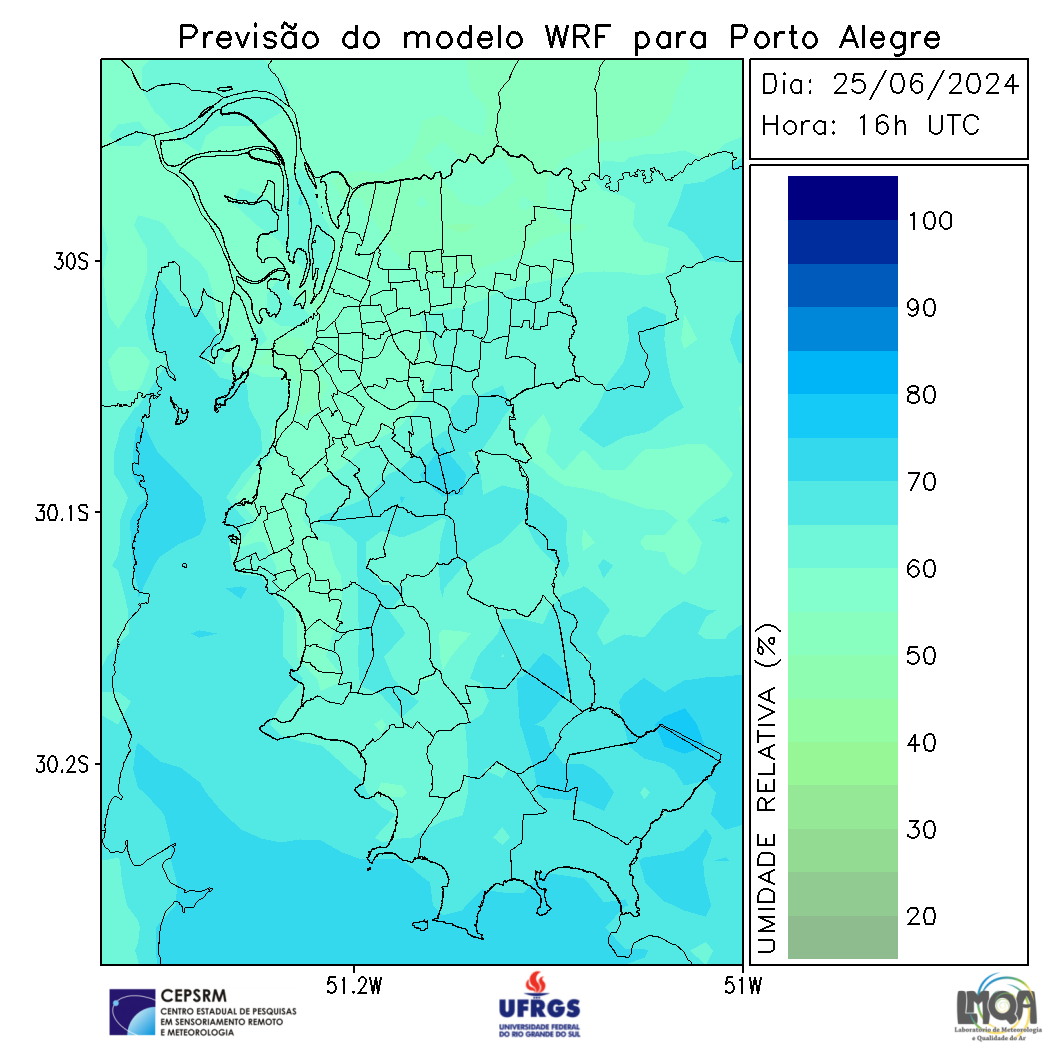 Previsão do modelo WRF para Porto Alegre
Dia: 25/06/2024
Hora: 16h UTC
30S
30.1S
30.2S
51.2W
51W
UMIDADE RELATIVA (%)
100
90
80
70
60
50
40
30
20
CEPSRM
CENTRO ESTADUAL DE PESQUISAS
EM SENSORIAMENTO REMOTO
E METEOROLOGIA
UFRGS
UNIVERSIDADE FEDERAL
DO RIO GRANDE DO SUL
LMQA
Laboratório de Meteorologia
e Qualidade do Ar